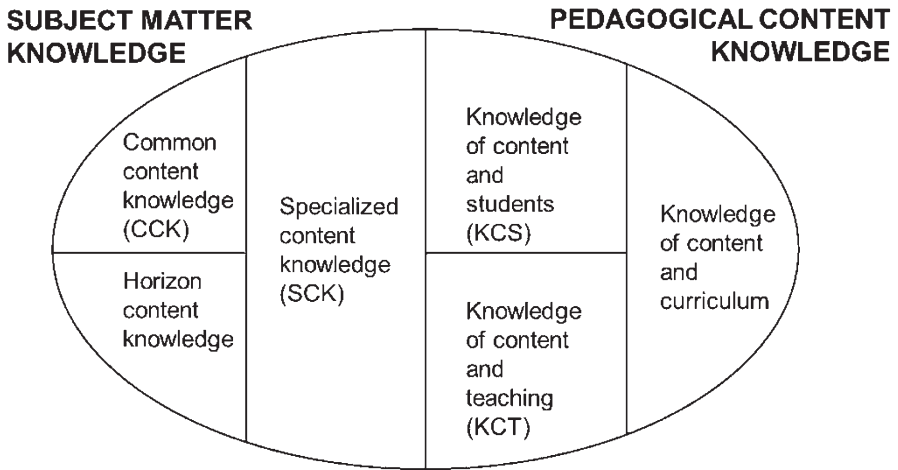 SUBJECT MATTER
KNOWLEDGE
PEDAGOGICAL CONTENT
KNOWLEDGE
Common
content
knowledge
(CCK)
Horizon
content
knowledge
Specialized
content
knowledge
(SCK)
Knowledge
of content
and
students
(KCS)
Knowledge
of content
and
teaching
(KCT)
Knowledge
of content
and
curriculum